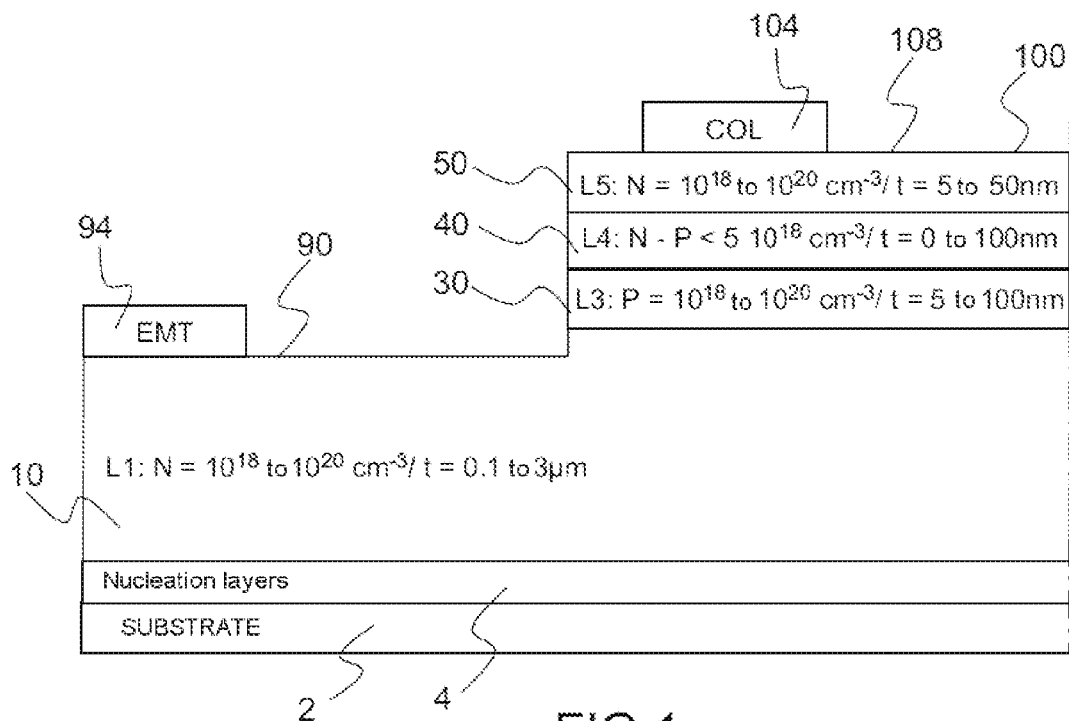 104
108
100
COL
50
L5: N = 10¹⁸ to 10²⁰ cm⁻³/ t = 5 to 50nm
40
L4: N - P < 5 10¹⁸ cm⁻³/ t = 0 to 100nm
94
90
30
L3: P = 10¹⁸ to 10²⁰ cm⁻³/ t = 5 to 100nm
EMT
10
L1: N = 10¹⁸ to 10²⁰ cm⁻³/ t = 0.1 to 3µm
Nucleation layers
SUBSTRATE
2
4